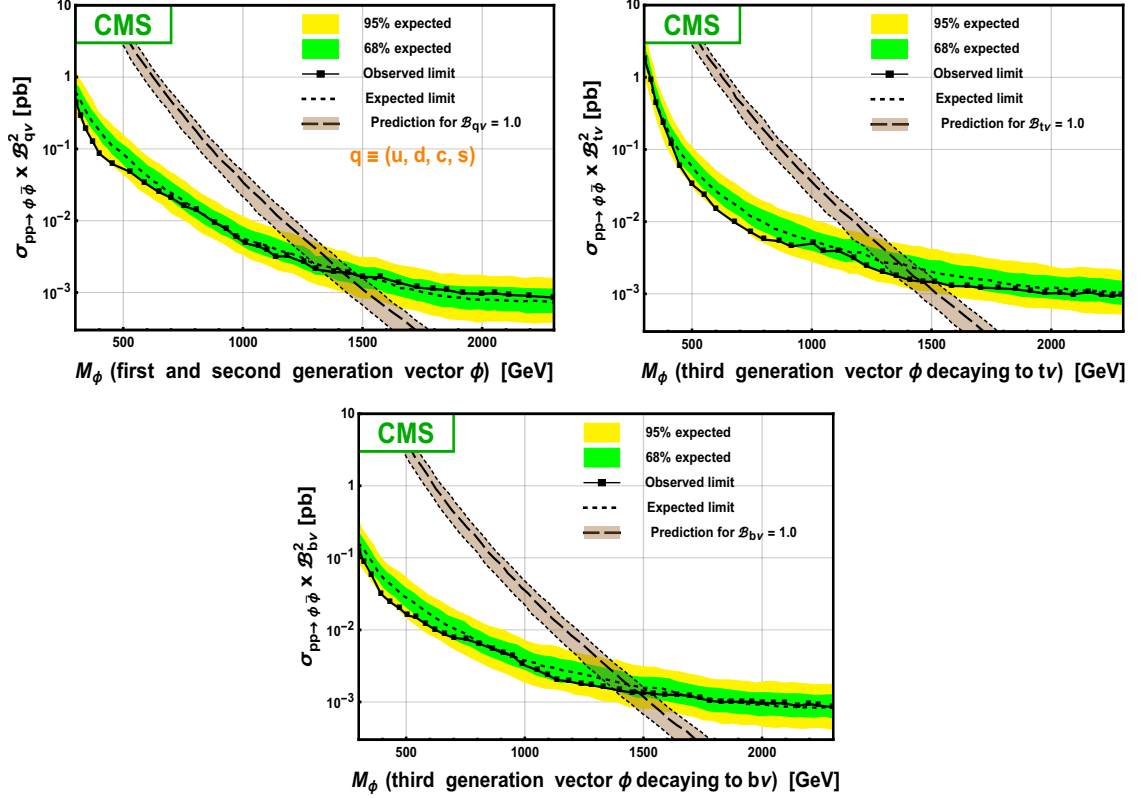 CMS
95% expected
68% expected
Observed limit
Expected limit
Prediction for ℬqν = 1.0
q ≡ (u, d, c, s)
σpp→ϕϕ̄ x ℬ²qν [pb]
10
1
10⁻¹
10⁻²
10⁻³
500 1000 1500 2000
Mϕ (first and second generation vector ϕ) [GeV]
CMS
95% expected
68% expected
Observed limit
Expected limit
Prediction for ℬtν = 1.0
σpp→ϕϕ̄ x ℬ²tν [pb]
10
1
10⁻¹
10⁻²
10⁻³
500 1000 1500 2000
Mϕ (third generation vector ϕ decaying to tν) [GeV]
CMS
95% expected
68% expected
Observed limit
Expected limit
Prediction for ℬbν = 1.0
σpp→ϕϕ̄ x ℬ²bν [pb]
10
1
10⁻¹
10⁻²
10⁻³
500 1000 1500 2000
Mϕ (third generation vector ϕ decaying to bν) [GeV]